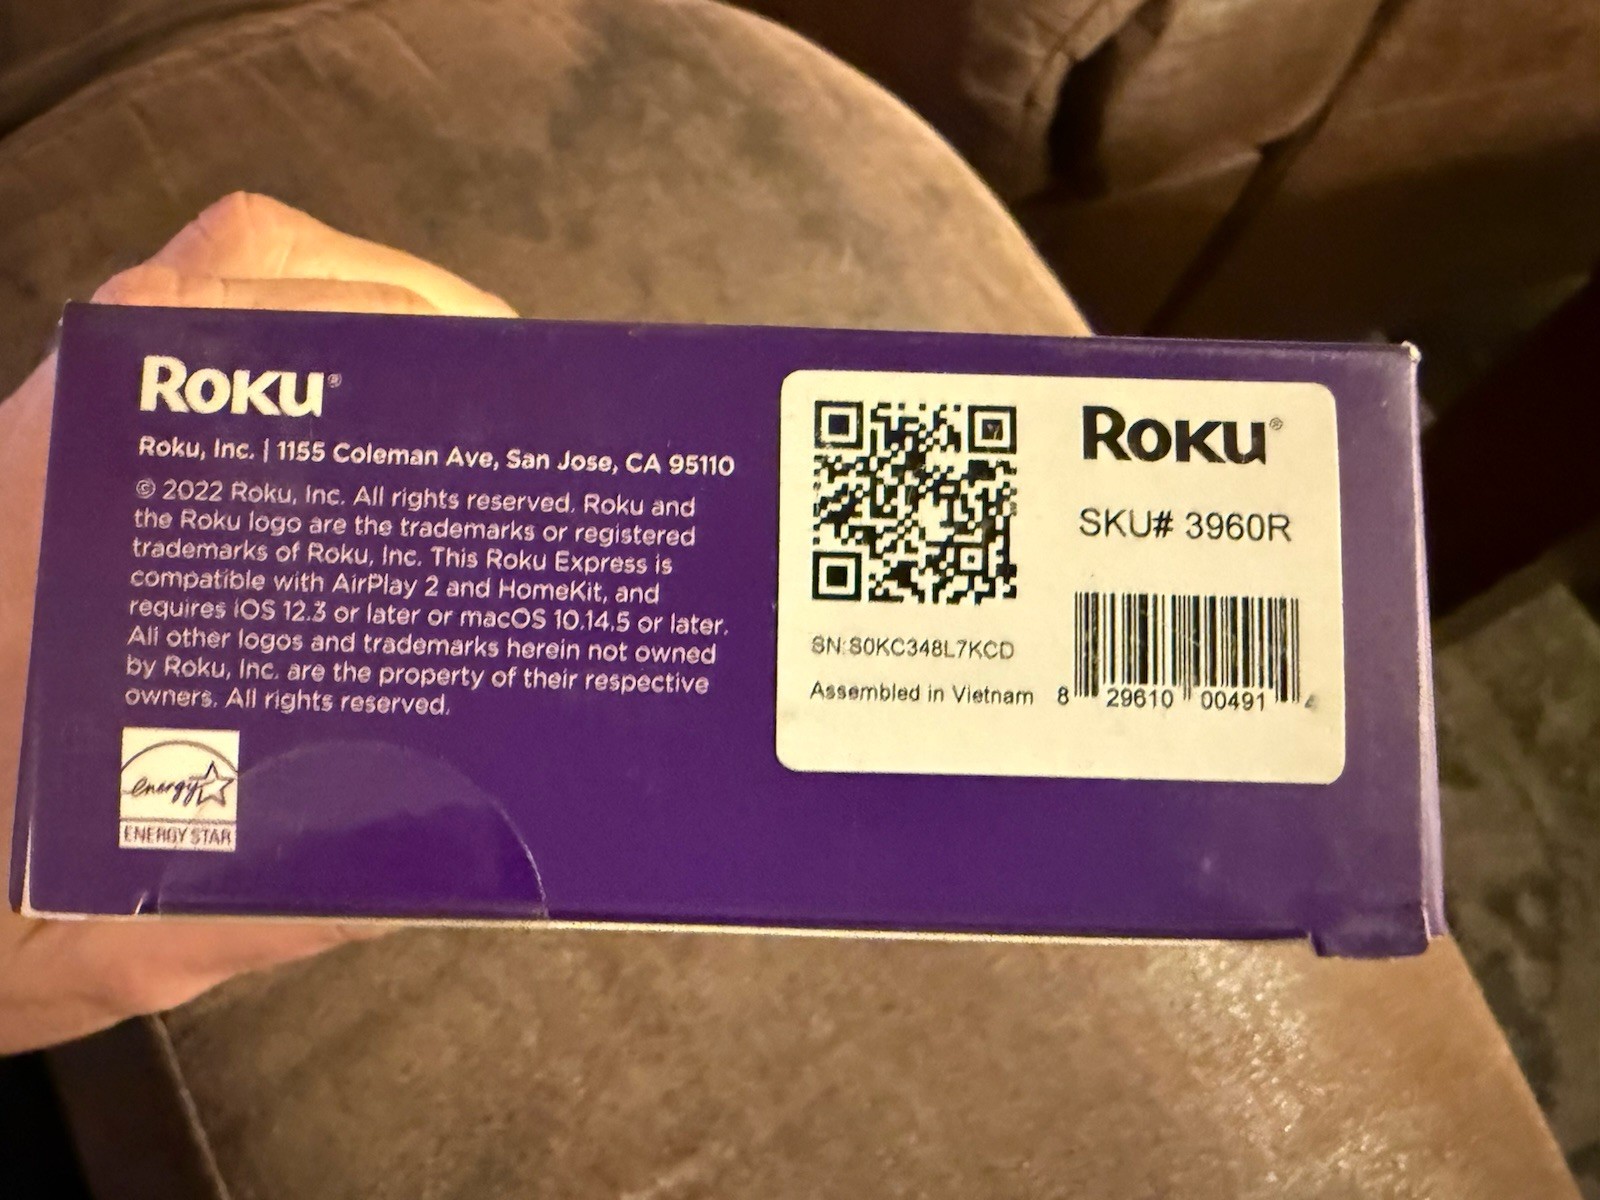 Roku®
Roku, Inc. | 1155 Coleman Ave, San Jose, CA 95110
© 2022 Roku, Inc. All rights reserved. Roku and
the Roku logo are the trademarks or registered
trademarks of Roku, Inc. This Roku Express is
compatible with AirPlay 2 and HomeKit, and
requires iOS 12.3 or later or macOS 10.14.5 or later.
All other logos and trademarks herein not owned
by Roku, Inc. are the property of their respective
owners. All rights reserved.
energy
ENERGY STAR
Roku®
SKU# 3960R
SN:S0KC348L7KCD
Assembled in Vietnam
8 29610 00491 4